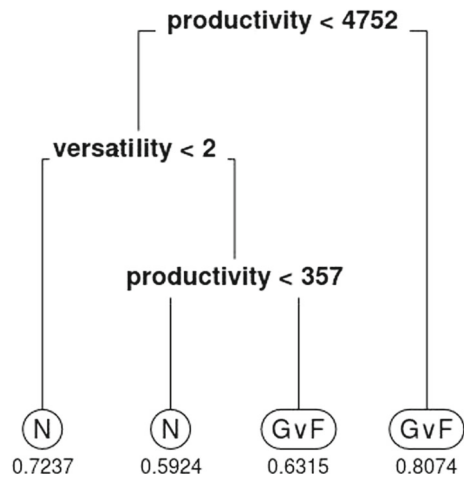 productivity < 4752
versatility < 2
productivity < 357
N N GvF GvF
0.7237 0.5924 0.6315 0.8074